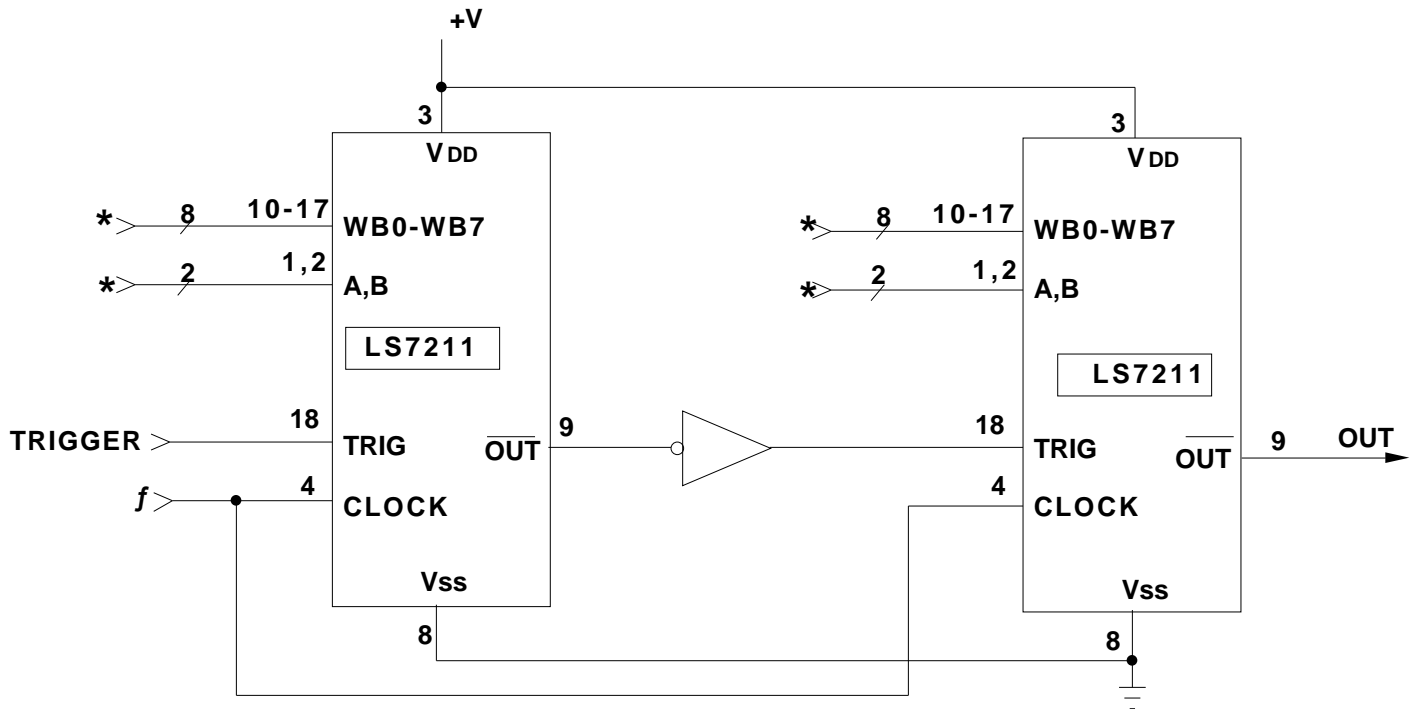 +V
3
VDD
* 8 10-17
WB0-WB7
* 2 1,2
A,B
LS7211
TRIGGER
18
TRIG
OUT
9
f
4
CLOCK
Vss
8
3
VDD
* 8 10-17
WB0-WB7
* 2 1,2
A,B
LS7211
18
TRIG
OUT
9
OUT
4
CLOCK
Vss
8